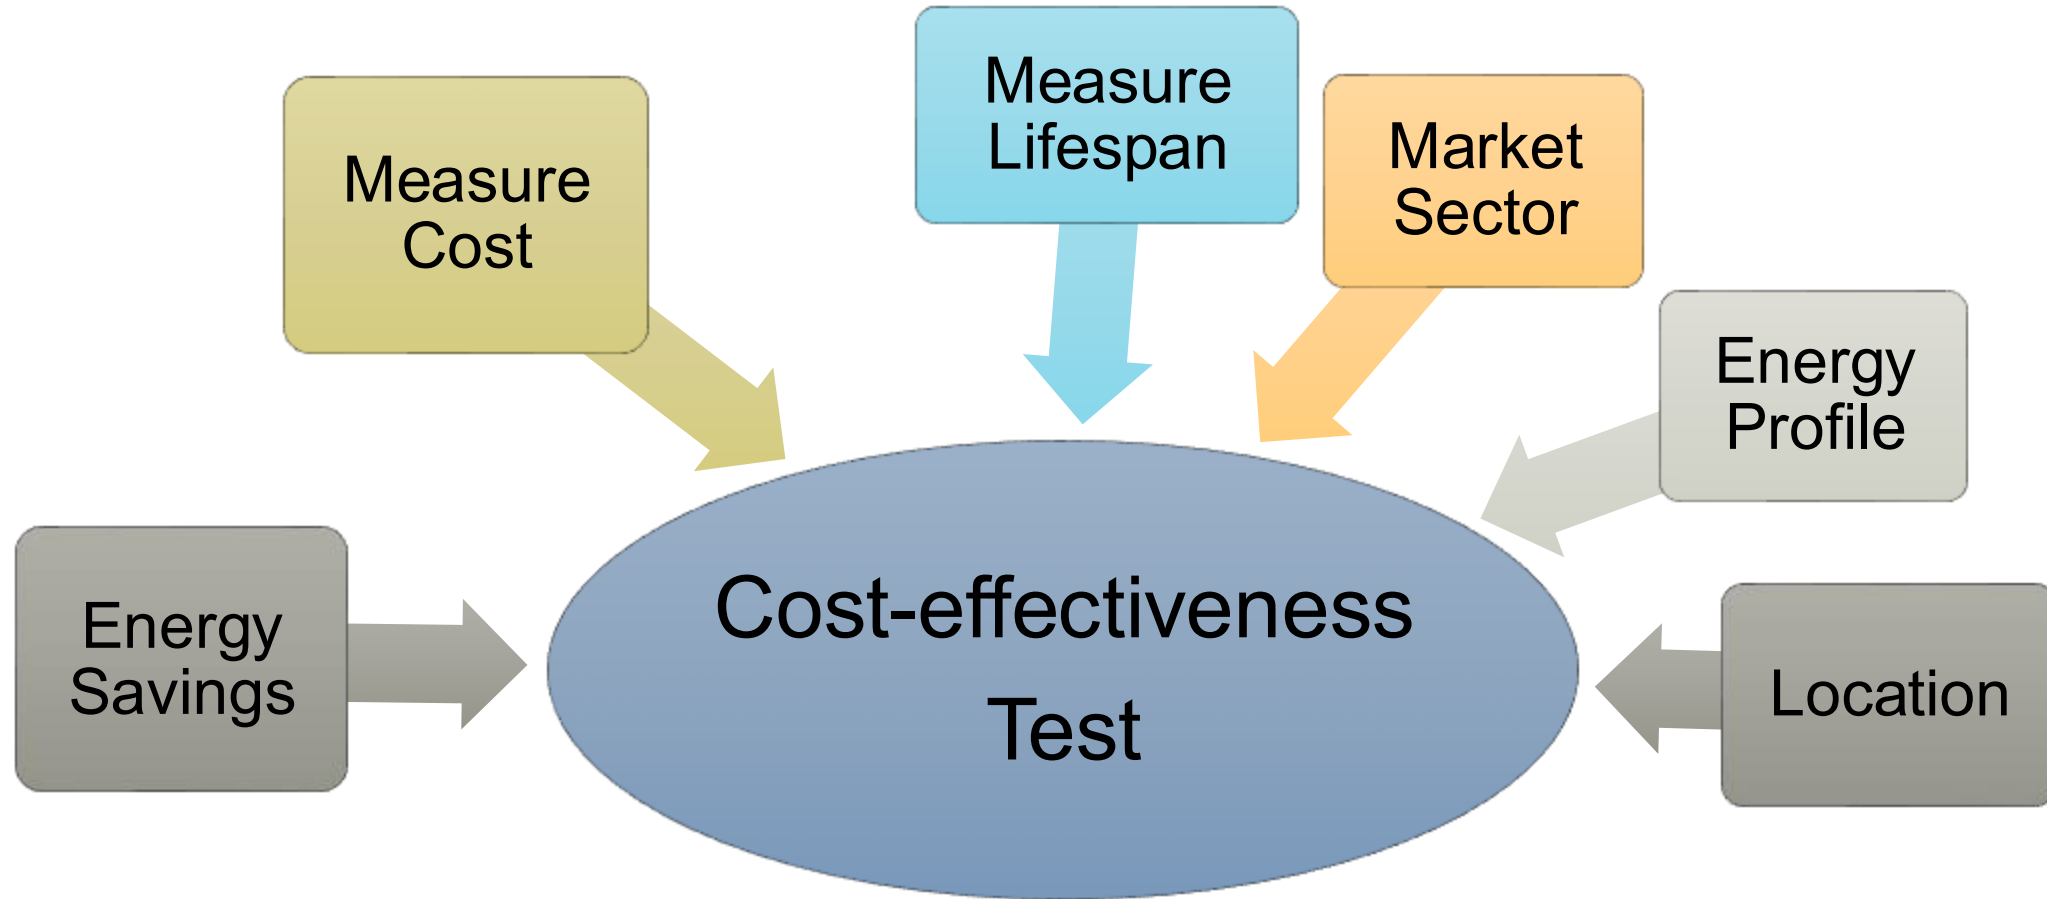 Measure
Cost
Measure
Lifespan
Market
Sector
Energy
Profile
Energy
Savings
Cost-effectiveness
Test
Location